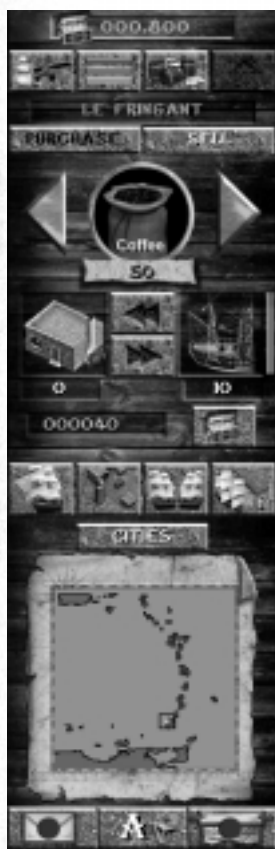 000.800
LE FRINGANT
PURCHASE SELL
Coffee
50
0 10
000040
CITIES
A